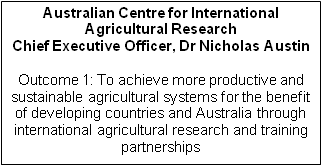 Australian Centre for International
Agricultural Research
Chief Executive Officer, Dr Nicholas Austin
Outcome 1: To achieve more productive and
sustainable agricultural systems for the benefit
of developing countries and Australia through
international agricultural research and training
partnerships